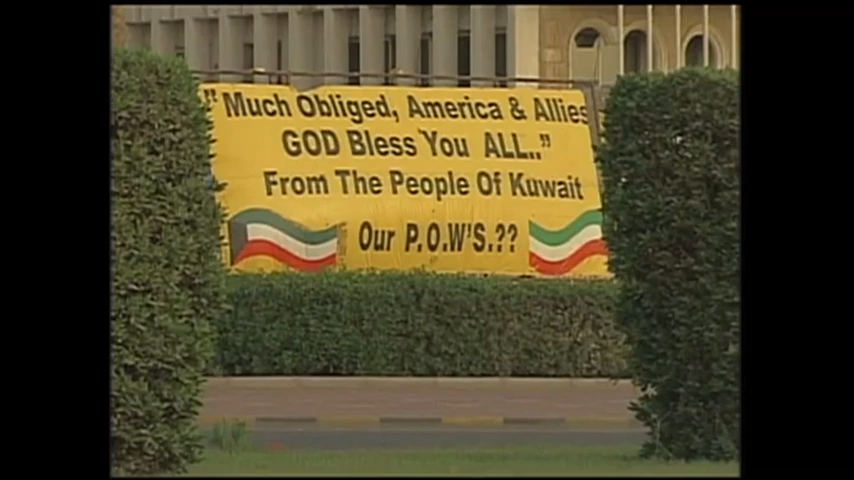 "Much Obliged, America & Allies
GOD Bless You ALL.."
From The People Of Kuwait
Our P.O.W'S.??